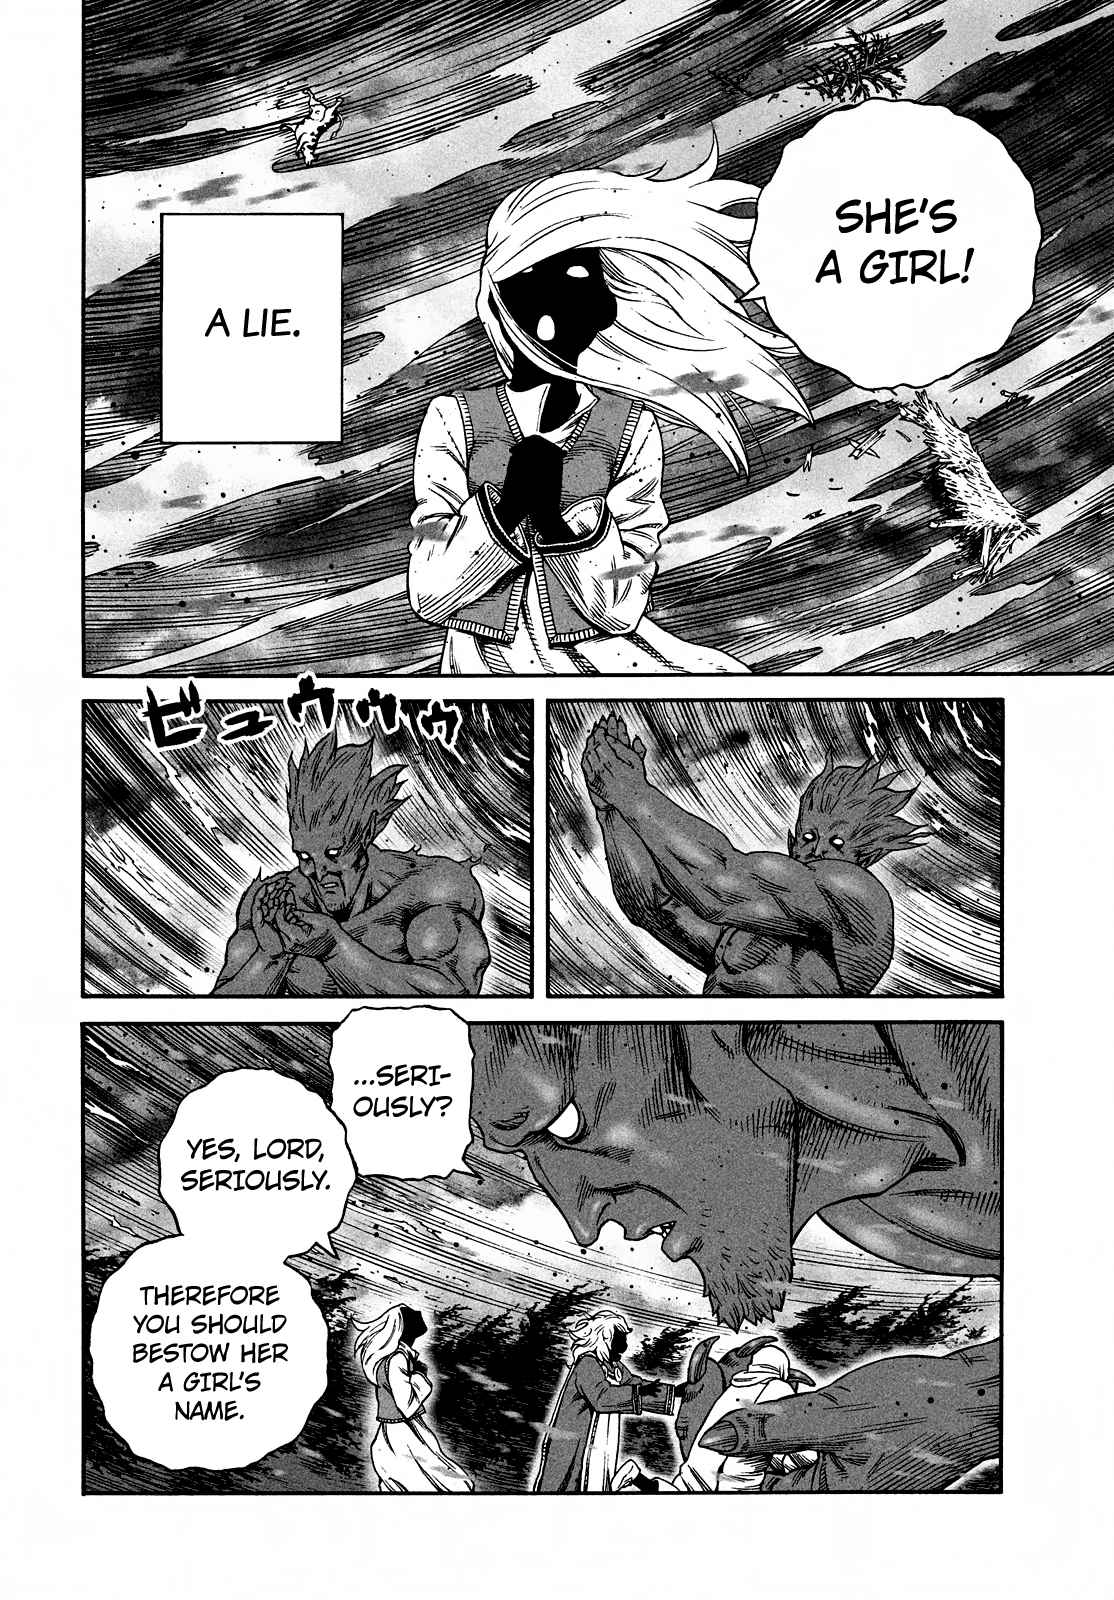 SHE'S
A GIRL!
A LIE.
ビュウゥゥ
...SERI-
OUSLY?
YES, LORD,
SERIOUSLY.
THEREFORE
YOU SHOULD
BESTOW HER
A GIRL'S
NAME.